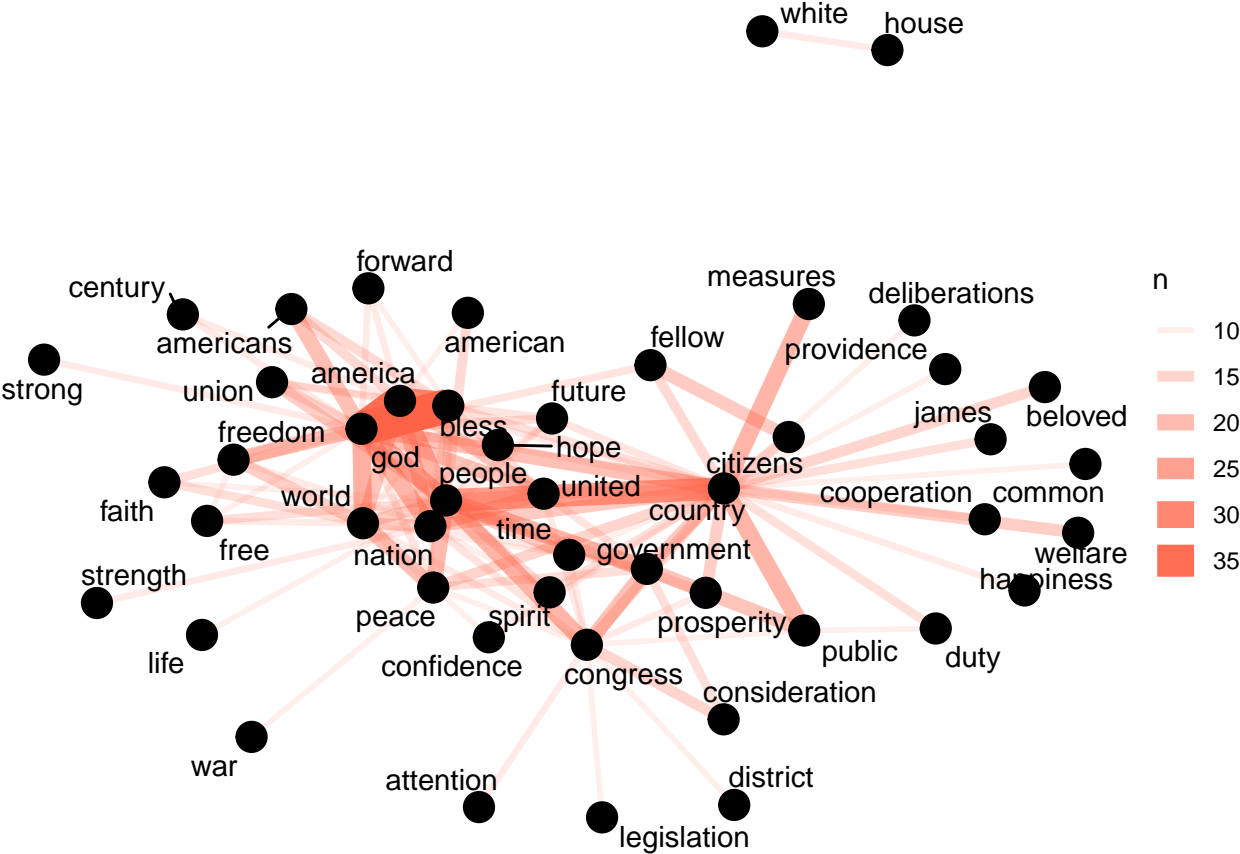 white
house
forward
century
measures
n
deliberations
10
fellow
americans
american
providence
america
15
strong
union
future
james
beloved
20
freedom
bless
hope
god
citizens
25
people
united
world
cooperation
common
faith
country
30
time
free
nation
government
welfare
35
strength
happiness
peace
spirit
prosperity
life
confidence
congress
public
duty
consideration
war
attention
district
legislation